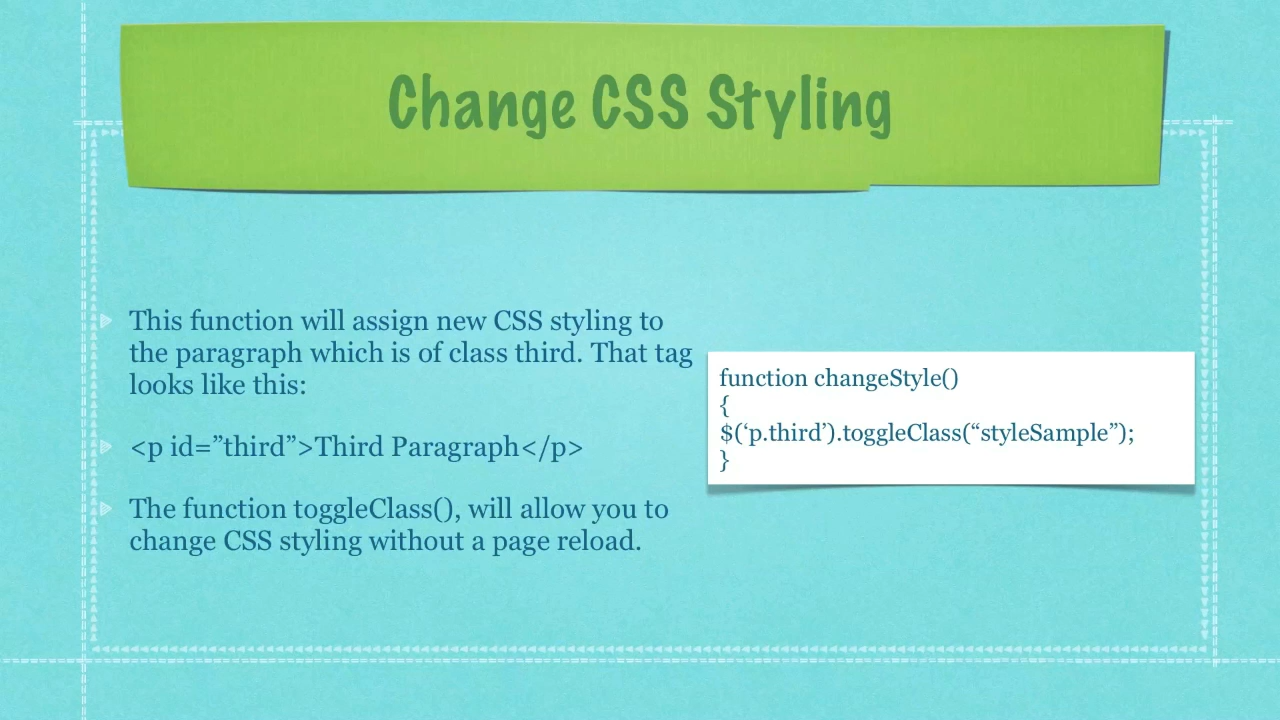 Change CSS Styling
This function will assign new CSS styling to
the paragraph which is of class third. That tag
looks like this:
<p id=”third”>Third Paragraph</p>
The function toggleClass(), will allow you to
change CSS styling without a page reload.
function changeStyle()
{
$(‘p.third’).toggleClass(“styleSample”);
}